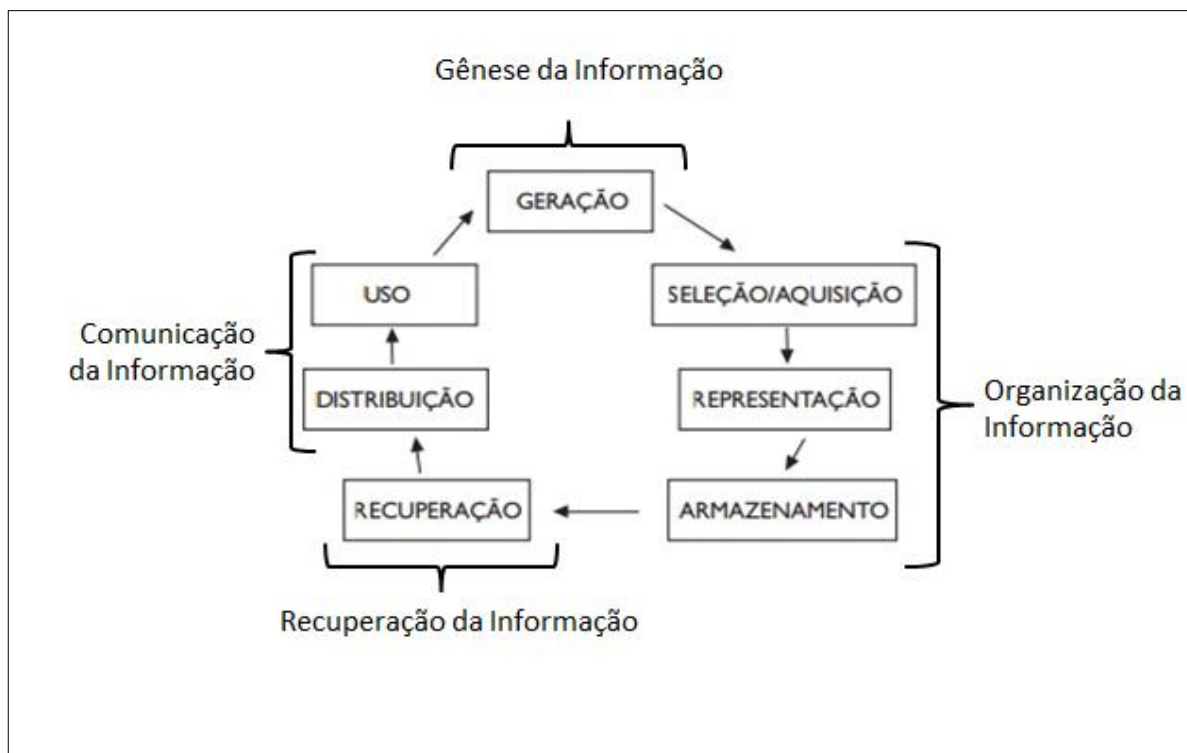 Gênese da Informação
GERAÇÃO
USO
SELEÇÃO/AQUISIÇÃO
Comunicação
da Informação
DISTRIBUIÇÃO
REPRESENTAÇÃO
Organização da
Informação
RECUPERAÇÃO
ARMAZENAMENTO
Recuperação da Informação